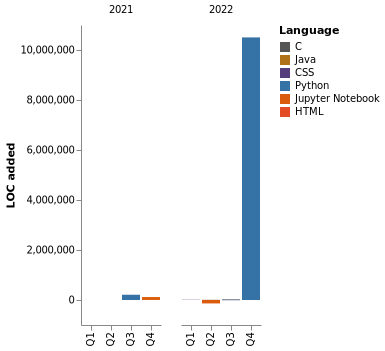 2021
2022
LOC added
10,000,000
8,000,000
6,000,000
4,000,000
2,000,000
0
Q1
Q2
Q3
Q4
Q1
Q2
Q3
Q4
Language
C
Java
CSS
Python
Jupyter Notebook
HTML